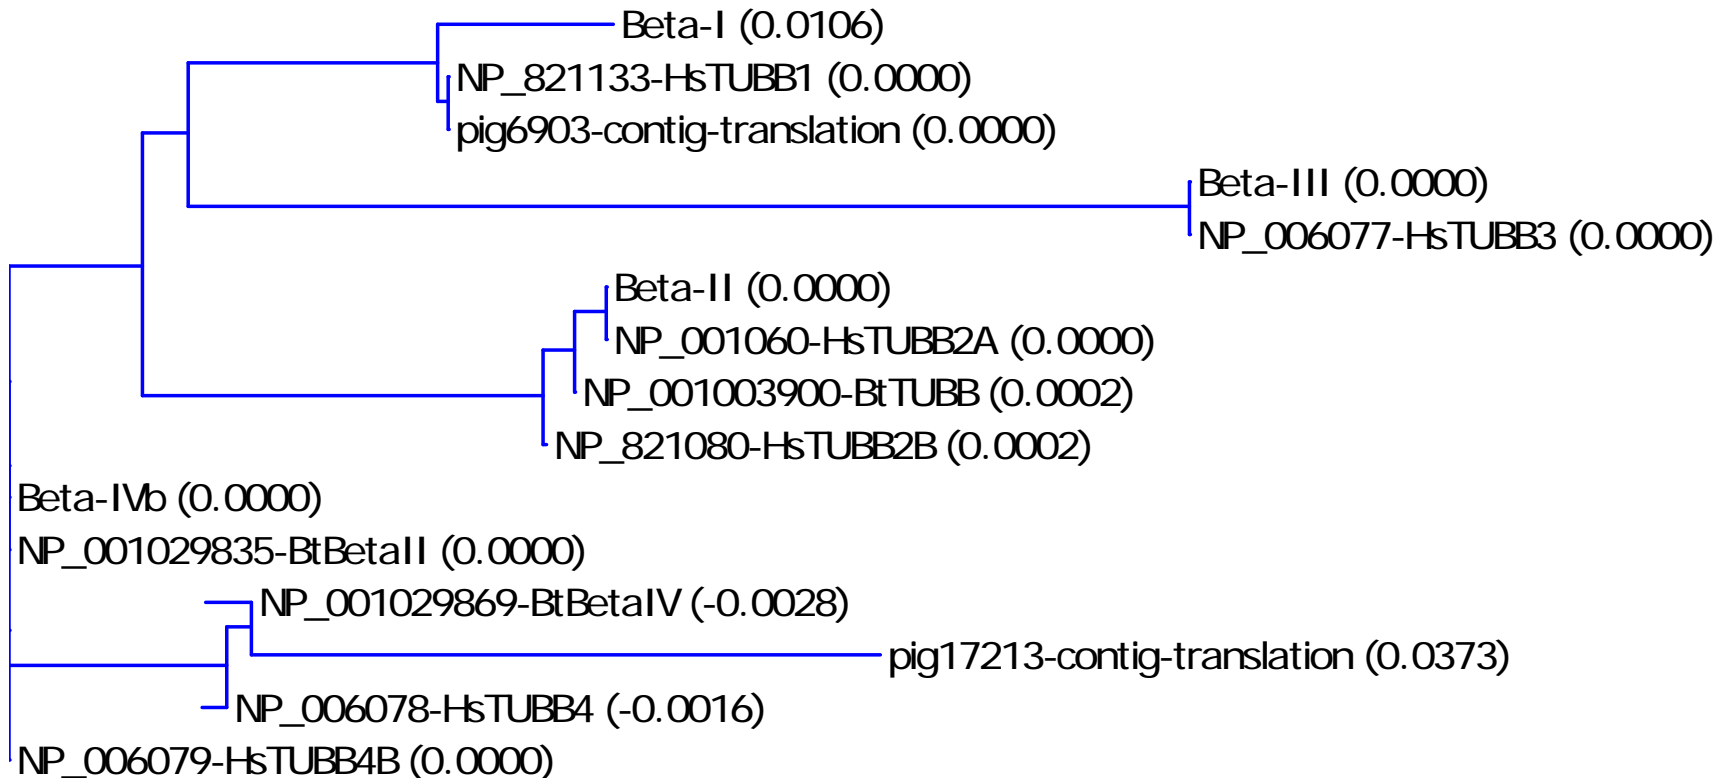 Beta-I (0.0106)
NP_821133-HsTUBB1 (0.0000)
pig6903-contig-translation (0.0000)
Beta-III (0.0000)
NP_006077-HsTUBB3 (0.0000)
Beta-II (0.0000)
NP_001060-HsTUBB2A (0.0000)
NP_001003900-BtTUBB (0.0002)
NP_821080-HsTUBB2B (0.0002)
Beta-IVb (0.0000)
NP_001029835-BtBetaII (0.0000)
NP_001029869-BtBetaIV (-0.0028)
pig17213-contig-translation (0.0373)
NP_006078-HsTUBB4 (-0.0016)
NP_006079-HsTUBB4B (0.0000)